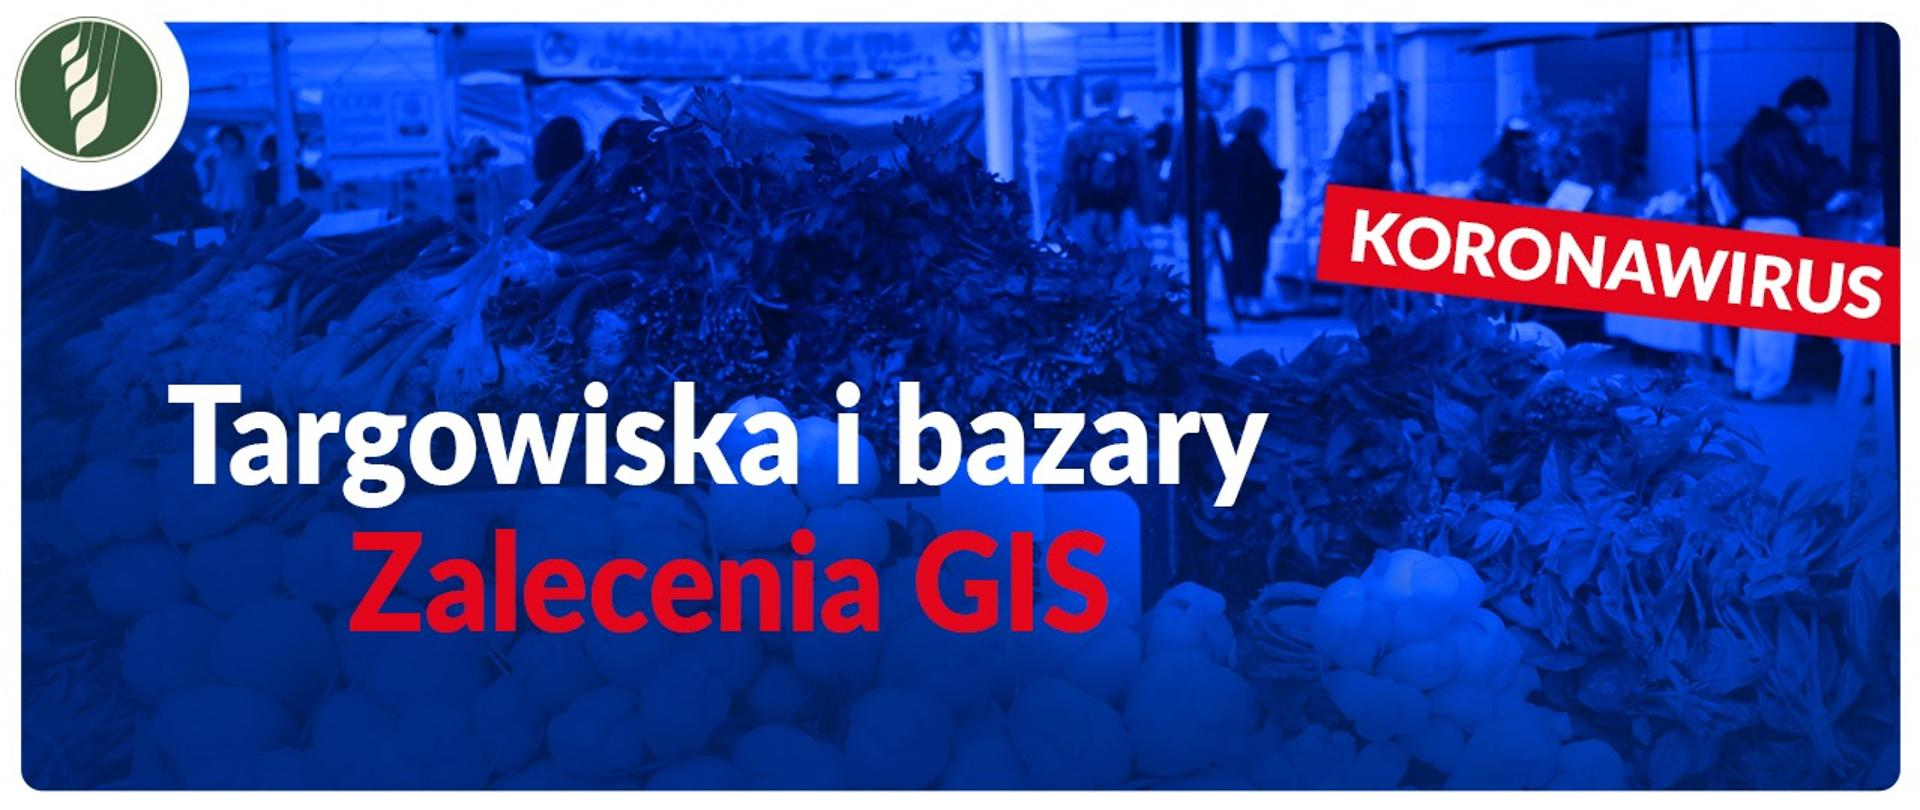 KORONAWIRUS
Targowiska i bazary
Zalecenia GIS